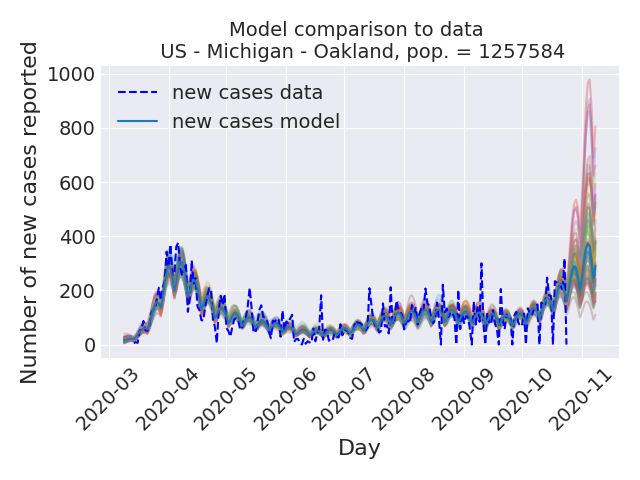 Model comparison to data
US - Michigan - Oakland, pop. = 1257584
Number of new cases reported
1000
800
600
400
200
0
new cases data
new cases model
2020-03
2020-04
2020-05
2020-06
2020-07
2020-08
2020-09
2020-10
2020-11
Day